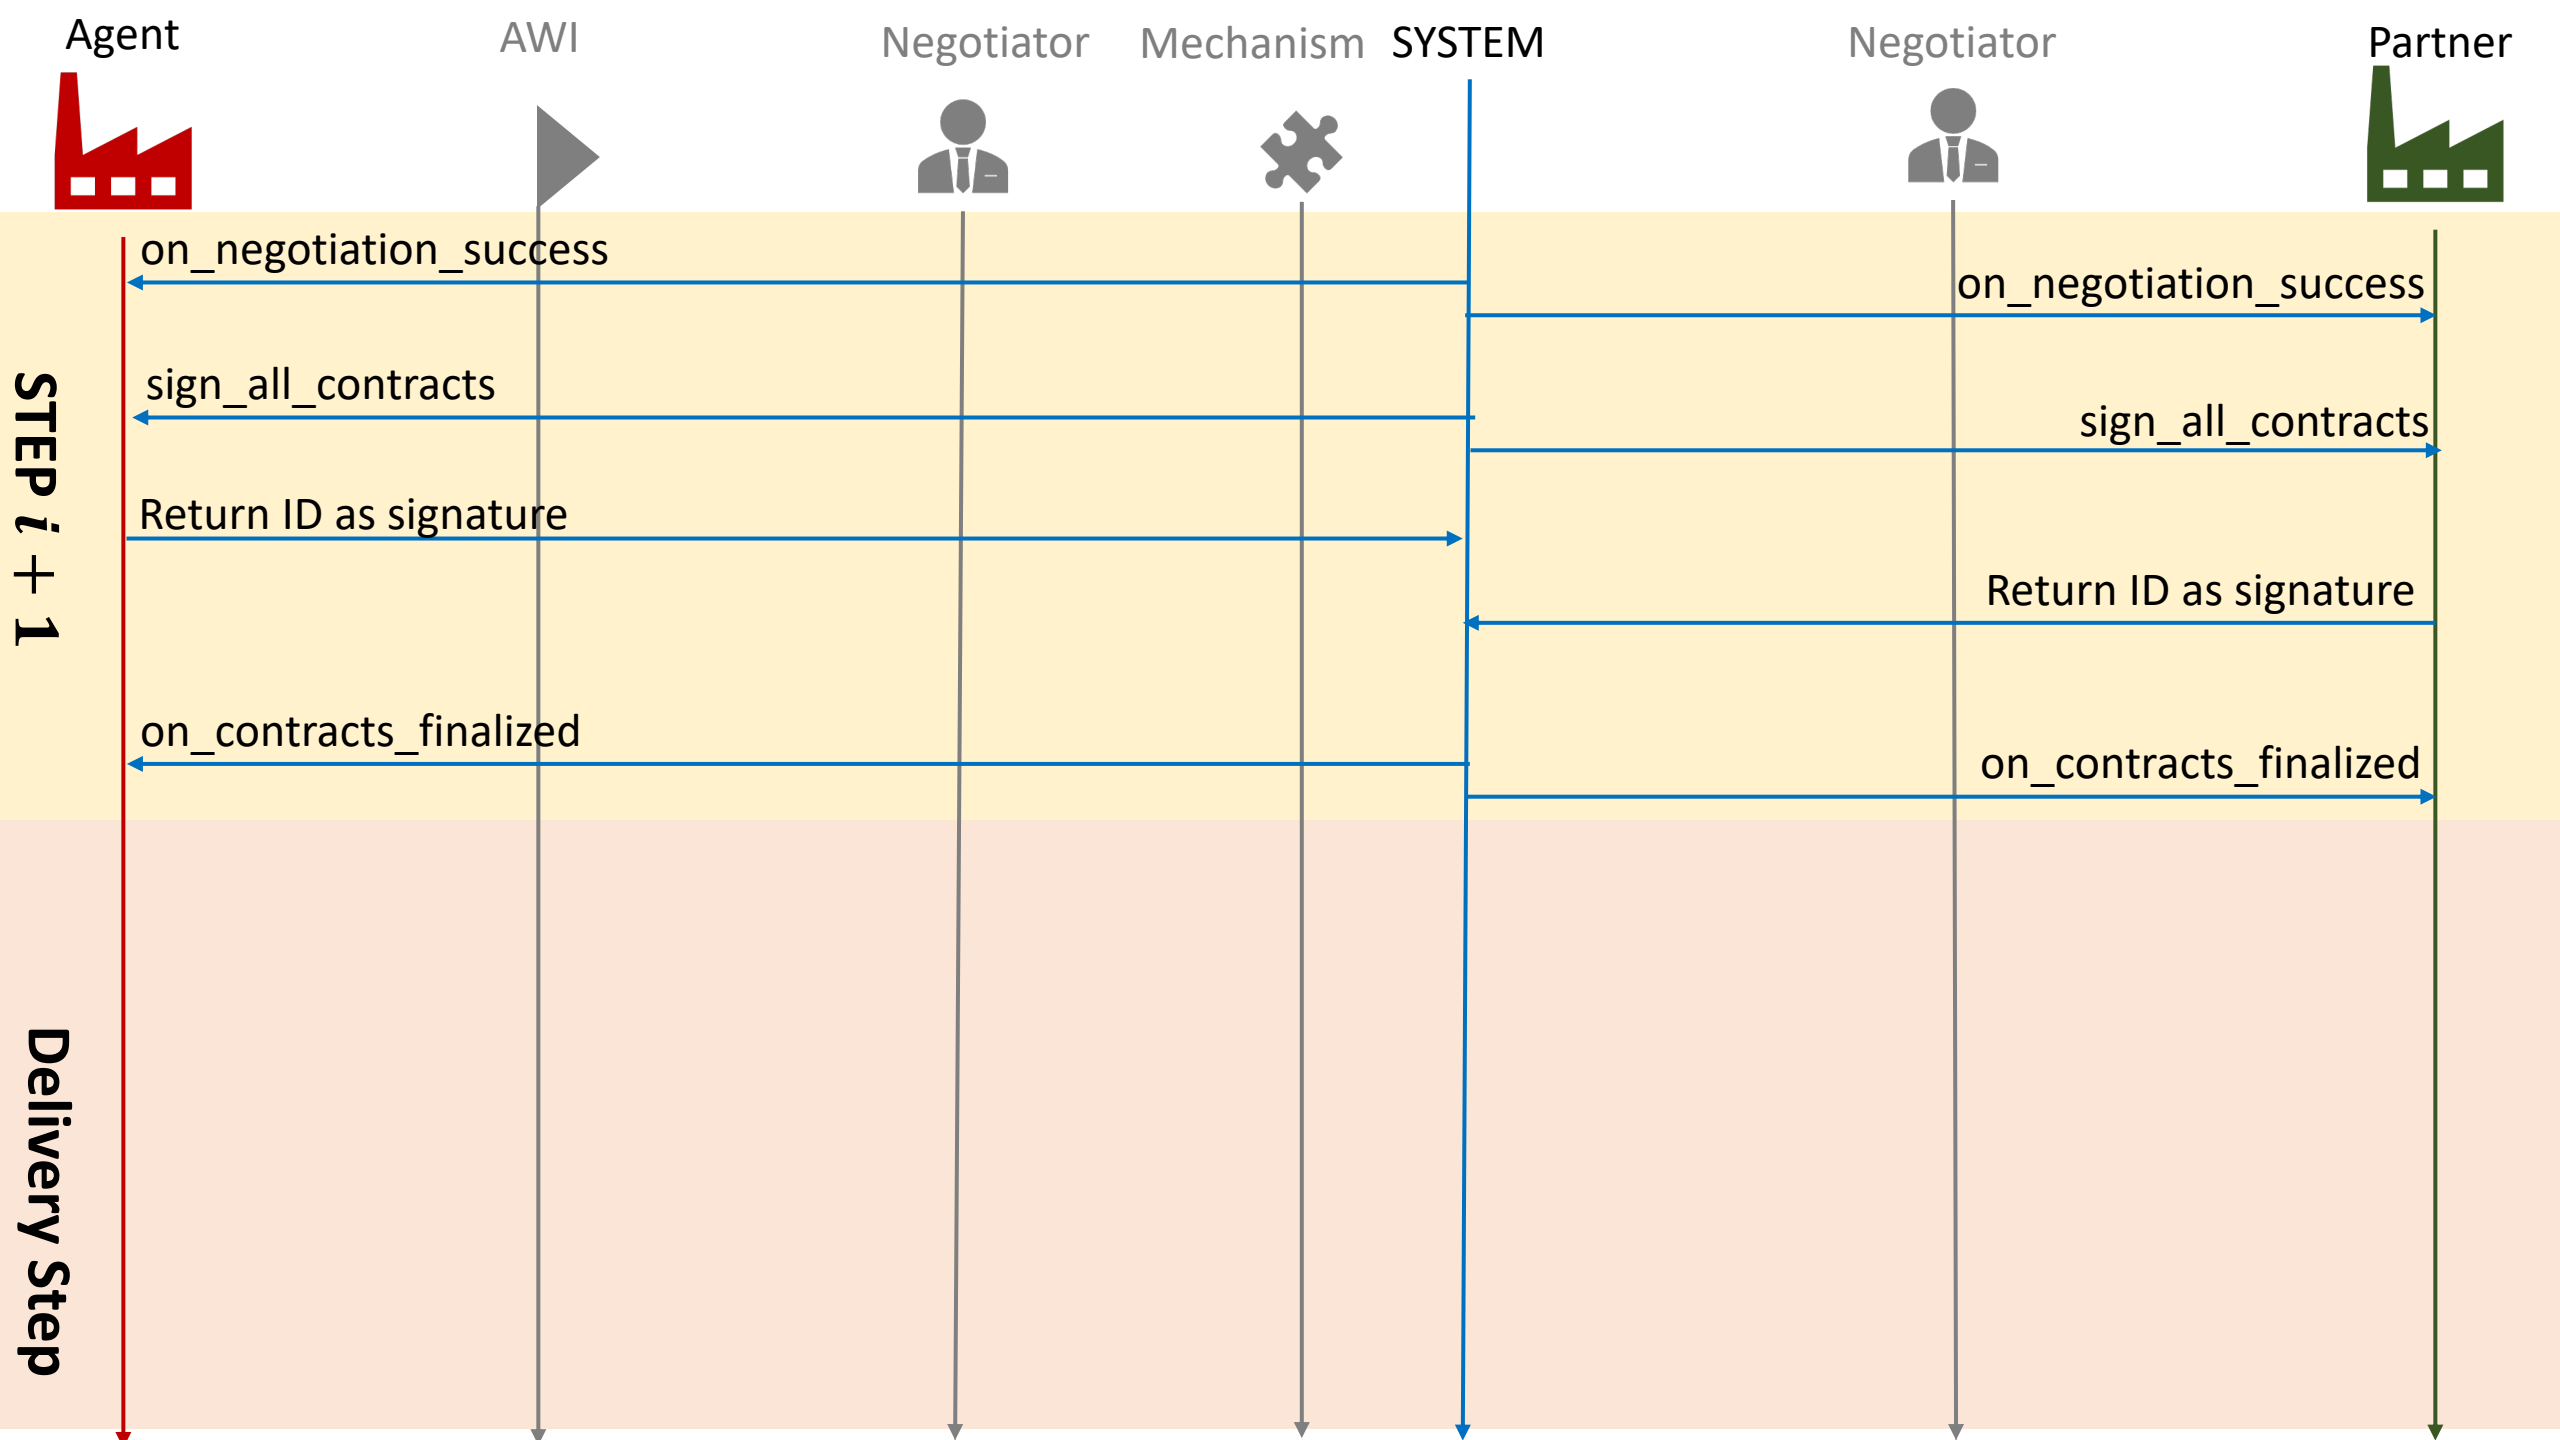 Agent
AWI
Negotiator
Mechanism
SYSTEM
Negotiator
Partner
STEP i + 1
on_negotiation_success
on_negotiation_success
sign_all_contracts
sign_all_contracts
Return ID as signature
Return ID as signature
on_contracts_finalized
on_contracts_finalized
Delivery Step